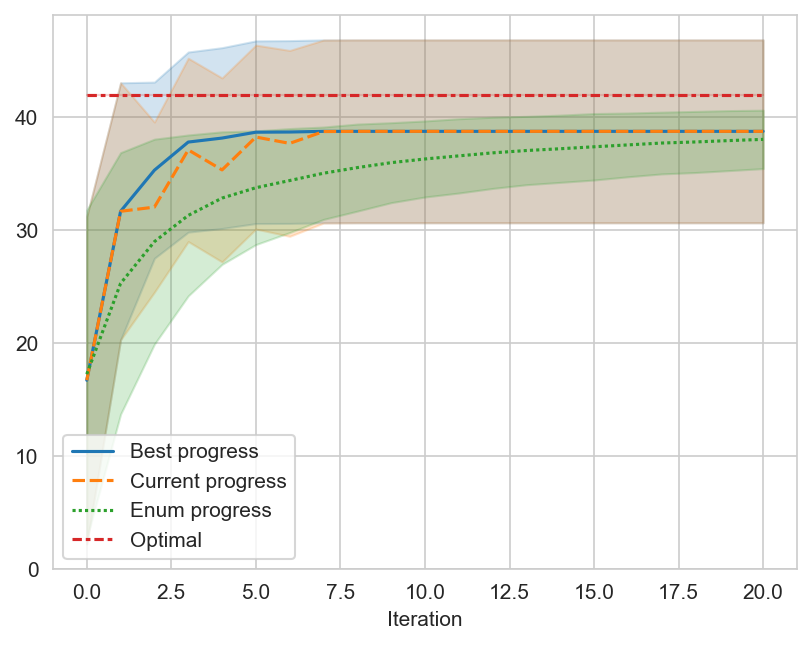 40
30
20
10
0
Best progress
Current progress
Enum progress
Optimal
0.0 2.5 5.0 7.5 10.0 12.5 15.0 17.5 20.0
Iteration